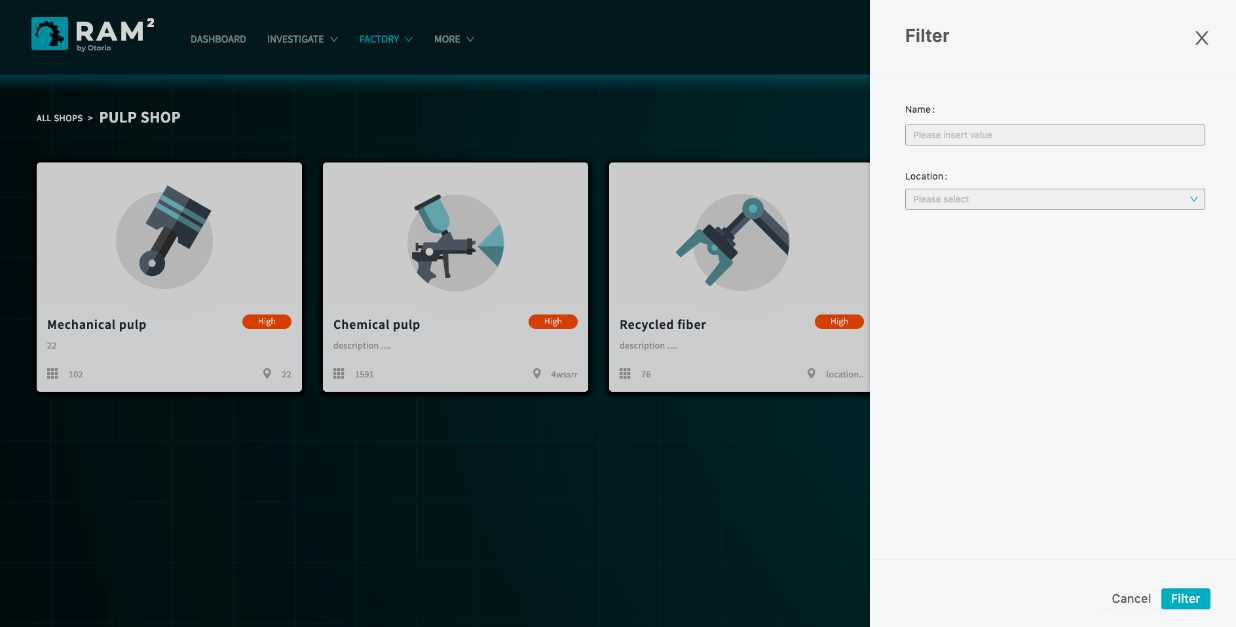 RAM²
by Otorio
DASHBOARD INVESTIGATE FACTORY MORE
ALL SHOPS > PULP SHOP
Mechanical pulp High
22
102 22
Chemical pulp High
description ....
1591 4wssrr
Recycled fiber High
description ....
76 location..
Filter
Name:
Please insert value
Location:
Please select
Cancel Filter